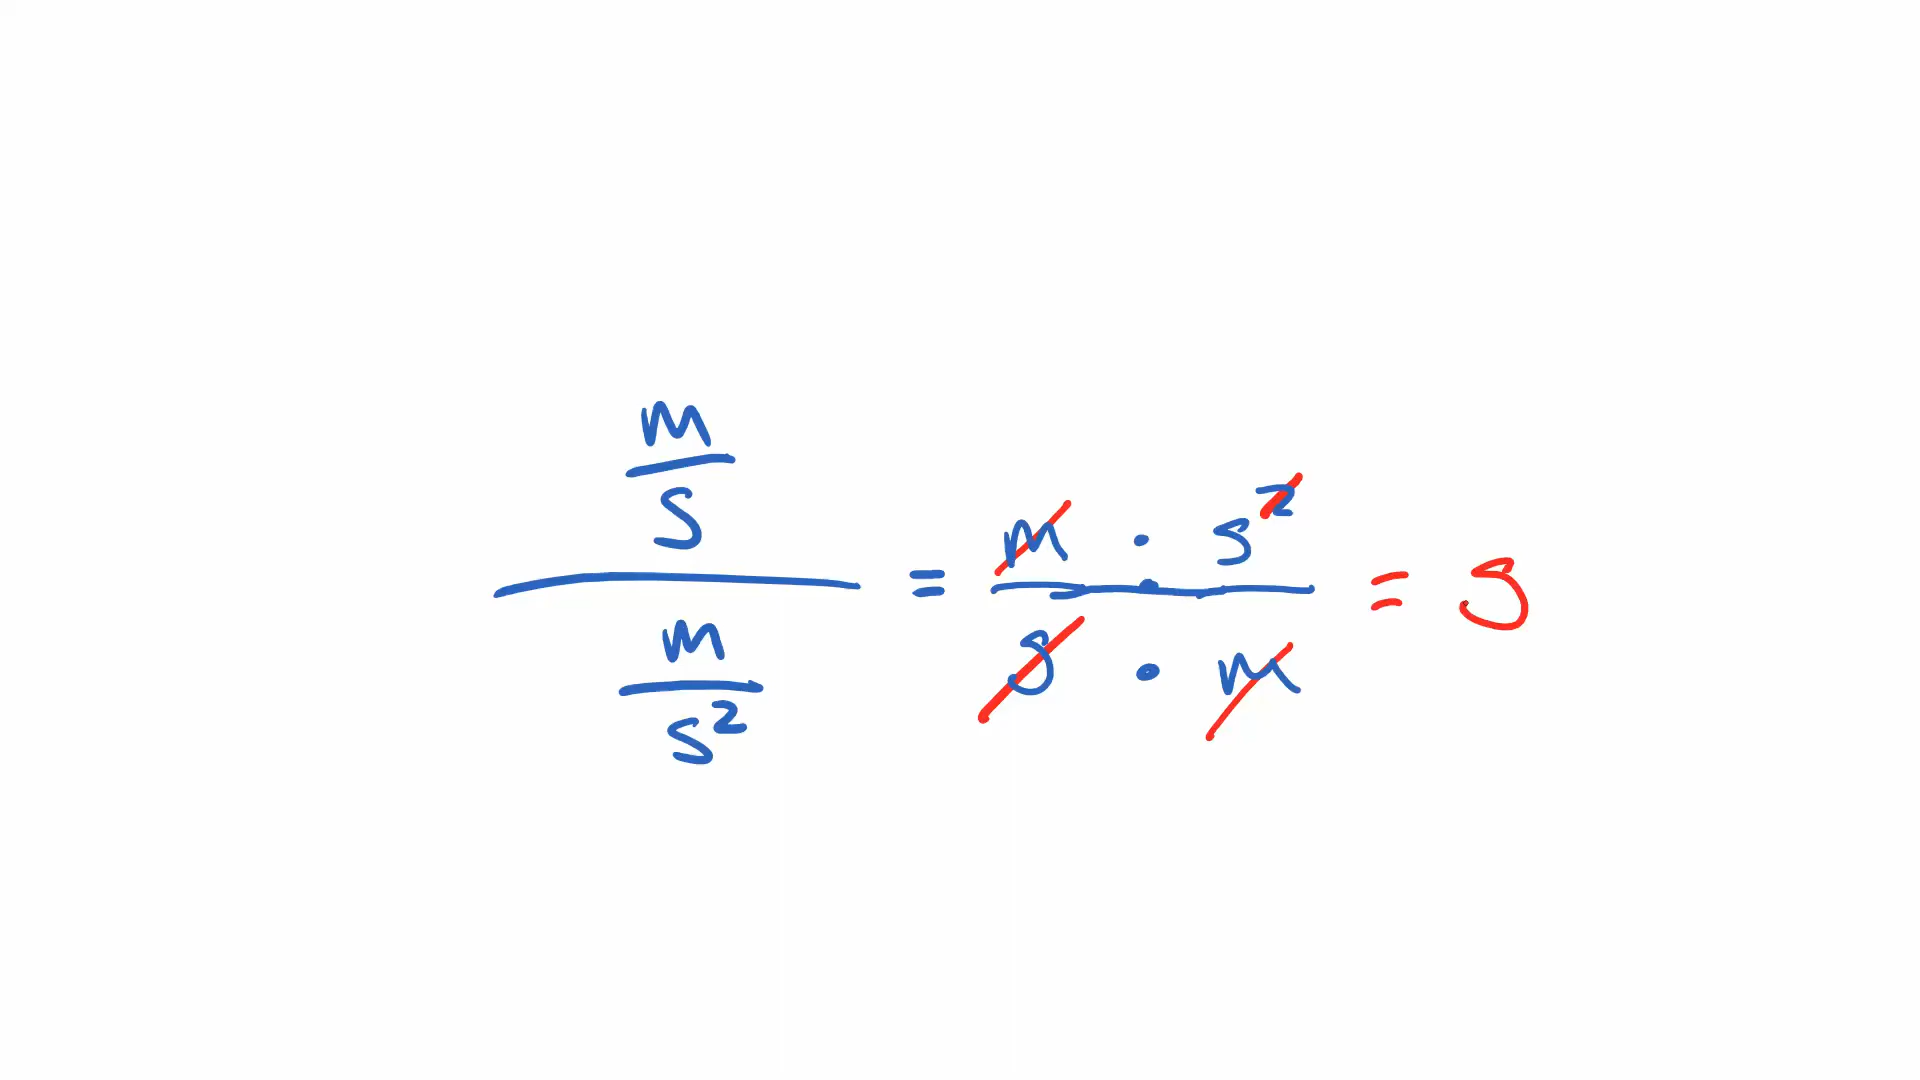 m/s / m/s² = m · s² / s · m = s